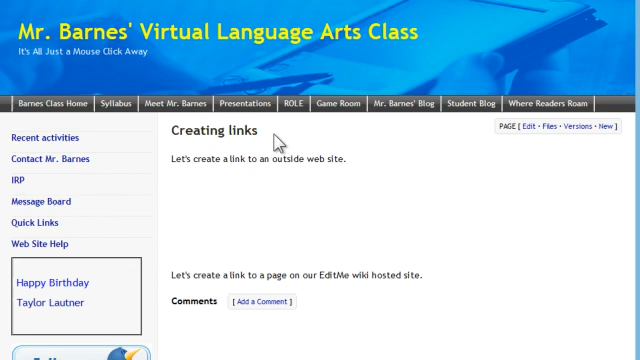 Mr. Barnes' Virtual Language Arts Class
It's All Just a Mouse Click Away
Barnes Class Home | Syllabus | Meet Mr. Barnes | Presentations | ROLE | Game Room | Mr. Barnes' Blog | Student Blog | Where Readers Roam
Recent activities
Contact Mr. Barnes
IRP
Message Board
Quick Links
Web Site Help
Happy Birthday
Taylor Lautner
Creating links
PAGE [ Edit • Files • Versions • New ]
Let's create a link to an outside web site.
Let's create a link to a page on our EditMe wiki hosted site.
Comments [ Add a Comment ]